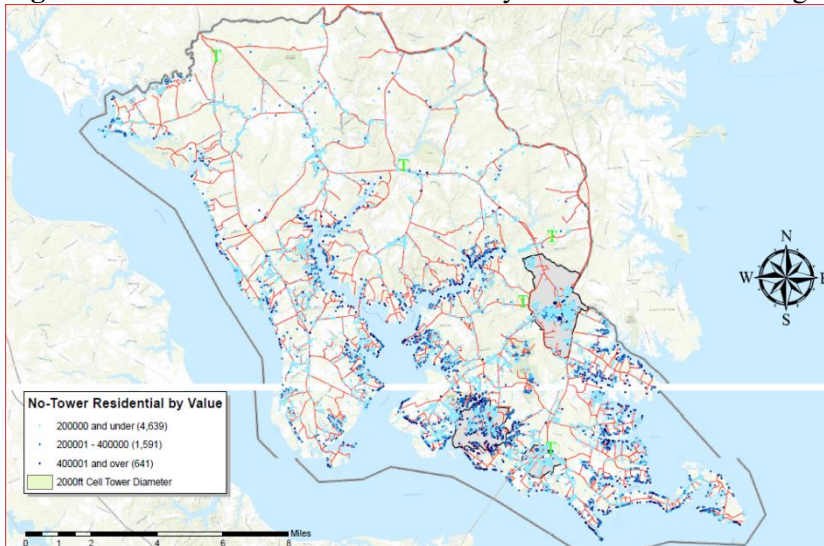 T
T
T
N
W
E
S
T
No-Tower Residential by Value
200000 and under (4,639)
200001 - 400000 (1,591)
400001 and over (641)
2000ft Cell Tower Diameter
T
Miles
0 1 2 4 6 8